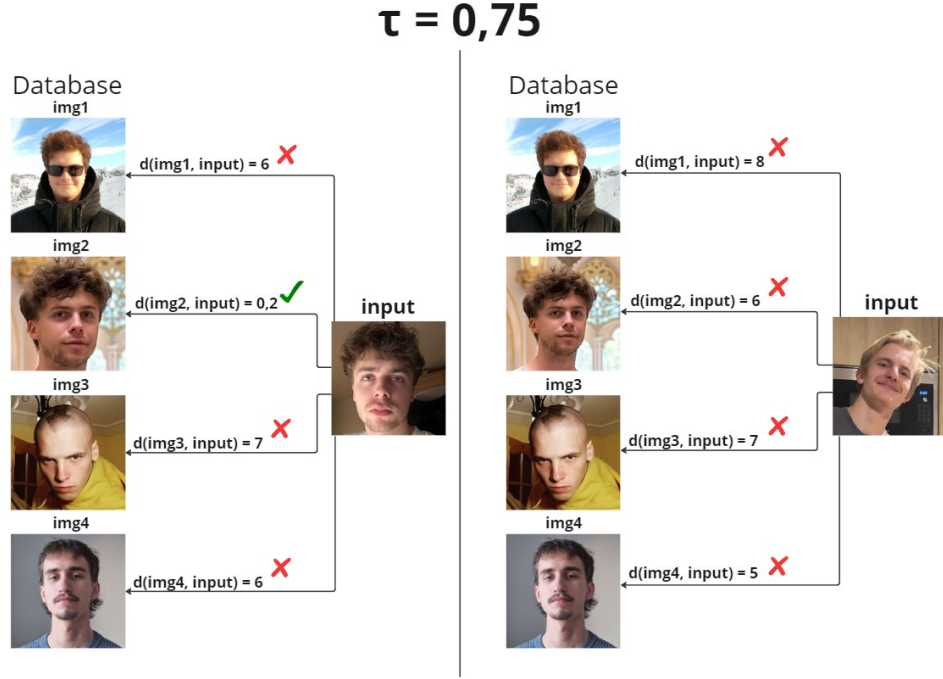 τ = 0,75
Database
img1
d(img1, input) = 6
img2
d(img2, input) = 0,2
input
img3
d(img3, input) = 7
img4
d(img4, input) = 6
Database
img1
d(img1, input) = 8
img2
d(img2, input) = 6
input
img3
d(img3, input) = 7
img4
d(img4, input) = 5